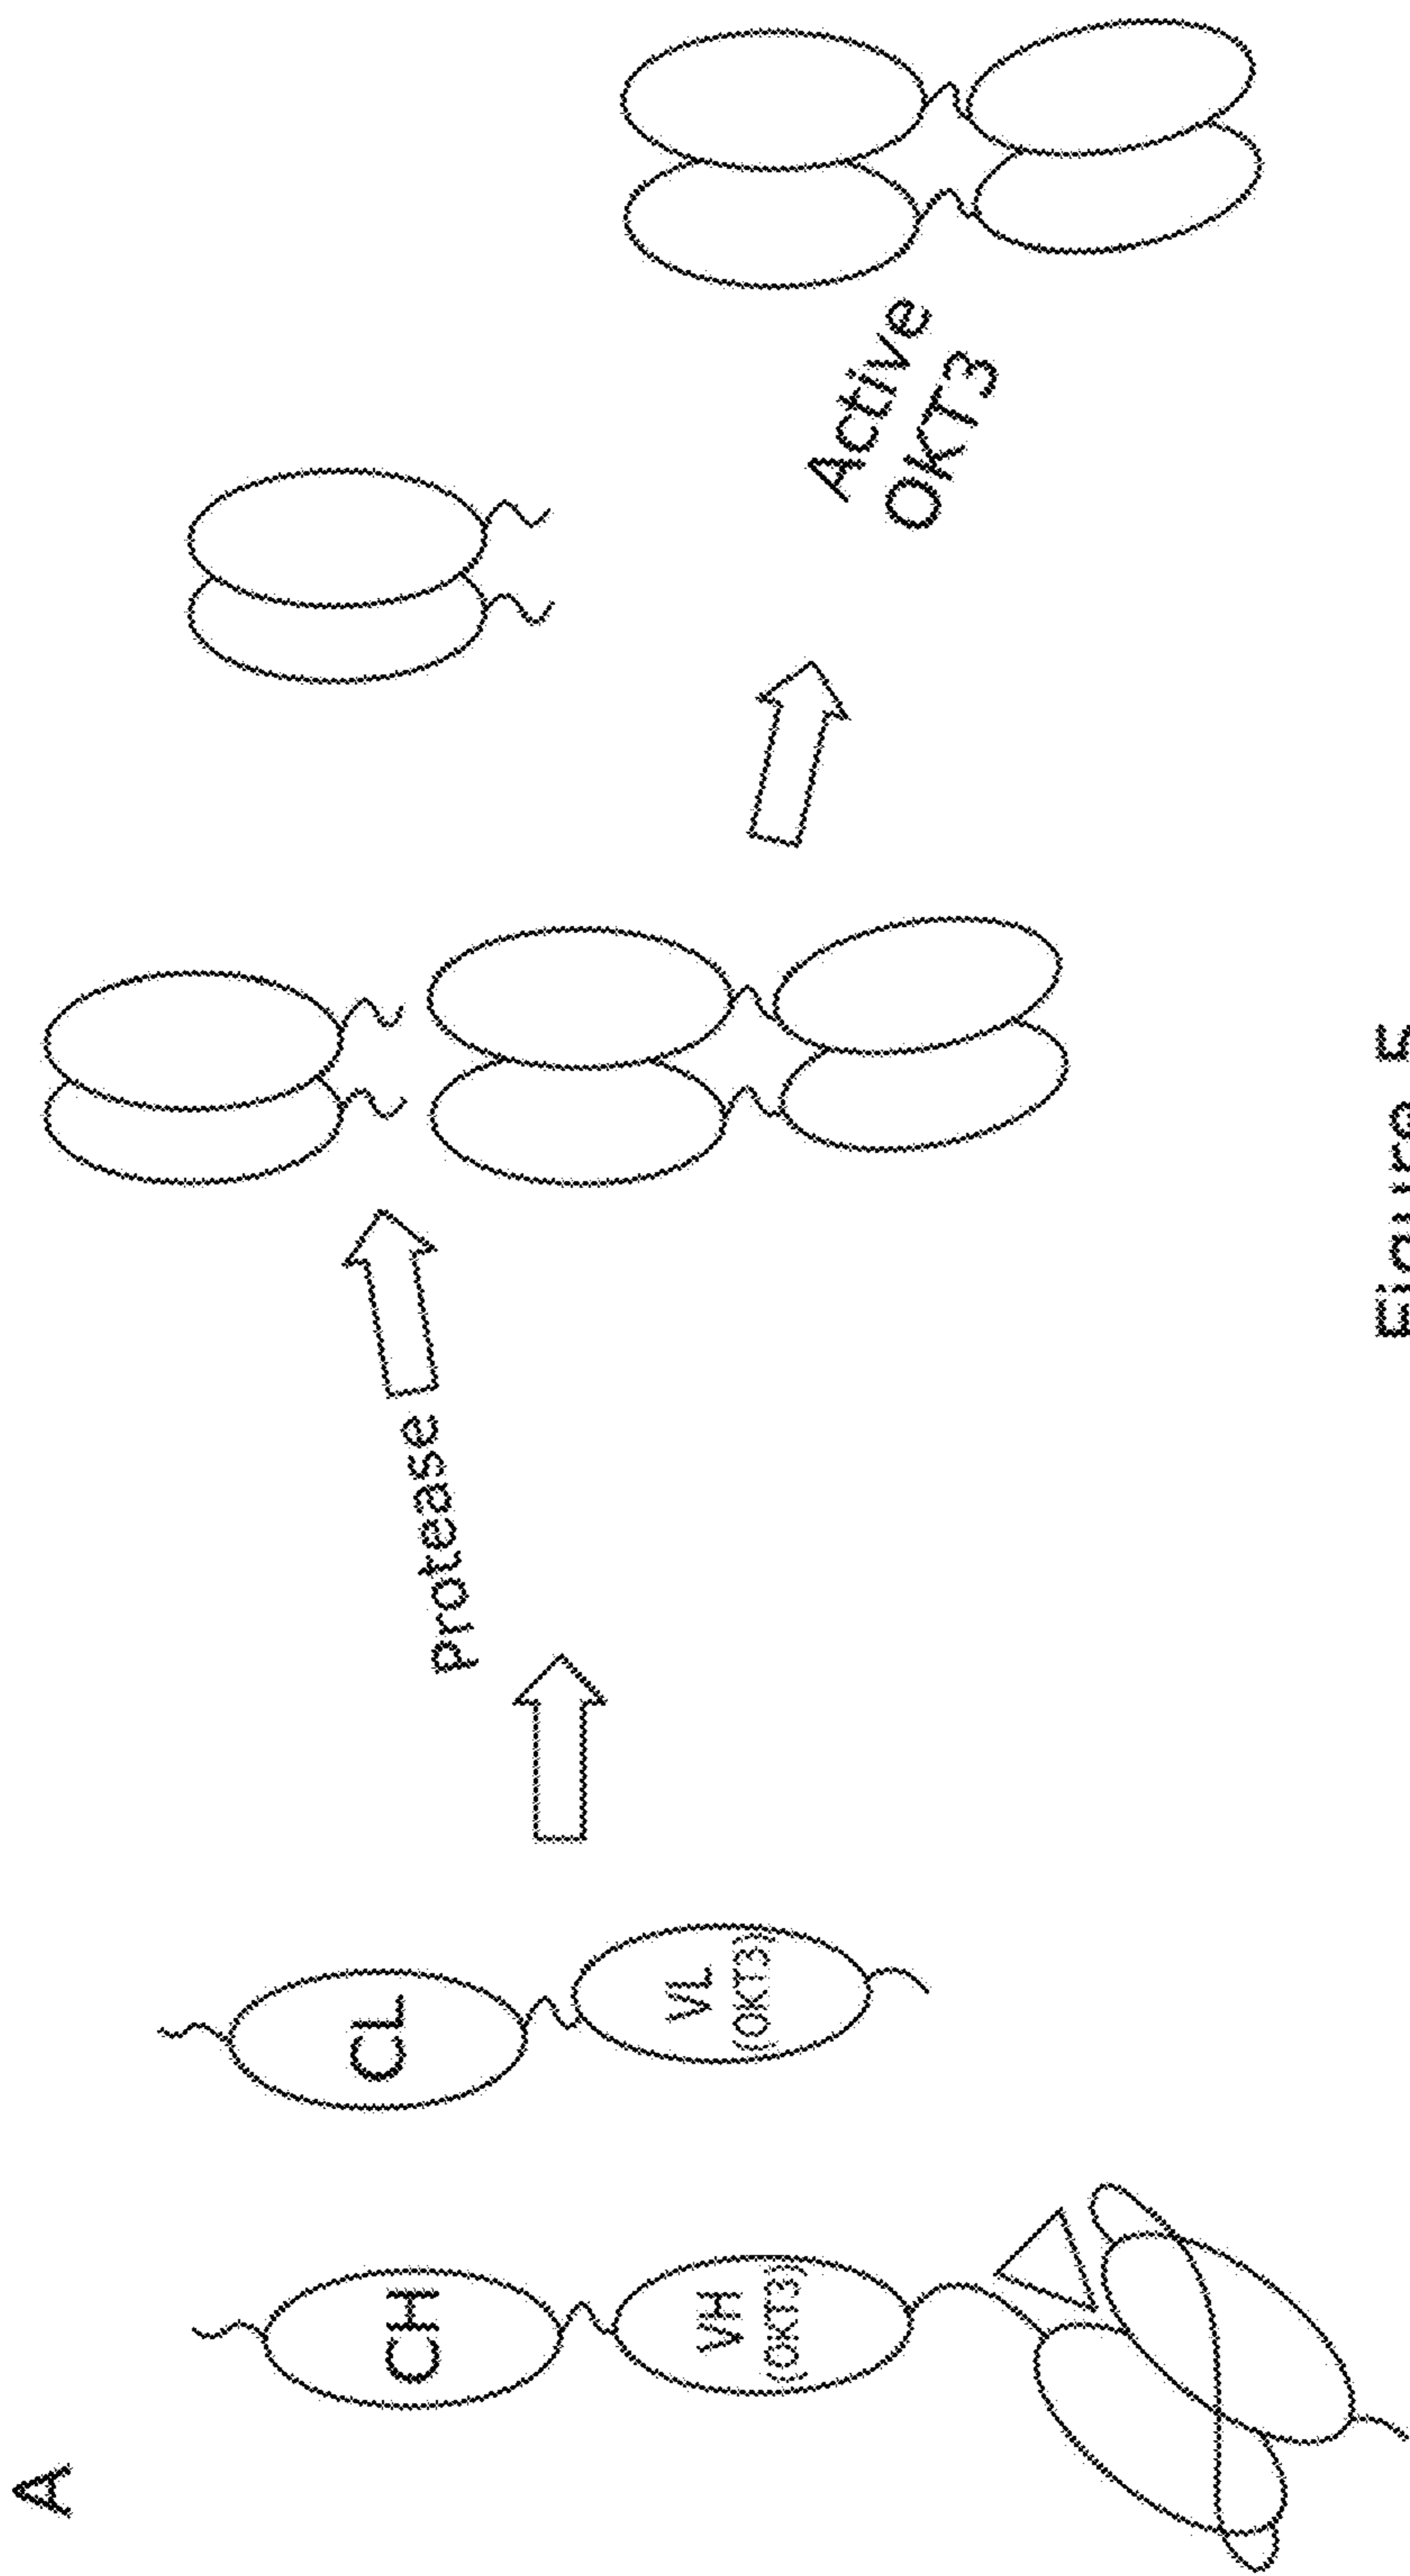 A
CH
VH
(OKT3)
CL
VL
(OKT3)
protease
Active
OKT3
Figure 5